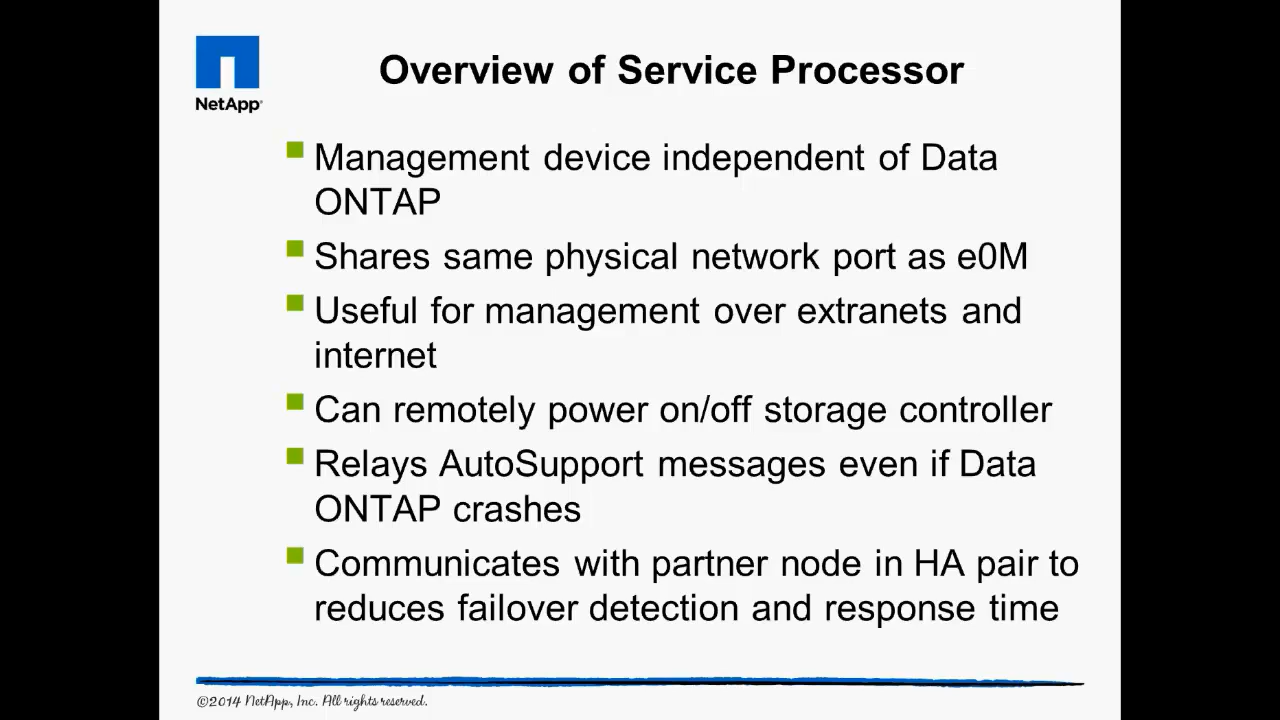 NetApp®
Overview of Service Processor
Management device independent of Data
ONTAP
Shares same physical network port as e0M
Useful for management over extranets and
internet
Can remotely power on/off storage controller
Relays AutoSupport messages even if Data
ONTAP crashes
Communicates with partner node in HA pair to
reduces failover detection and response time
©2014 NetApp, Inc. All rights reserved.